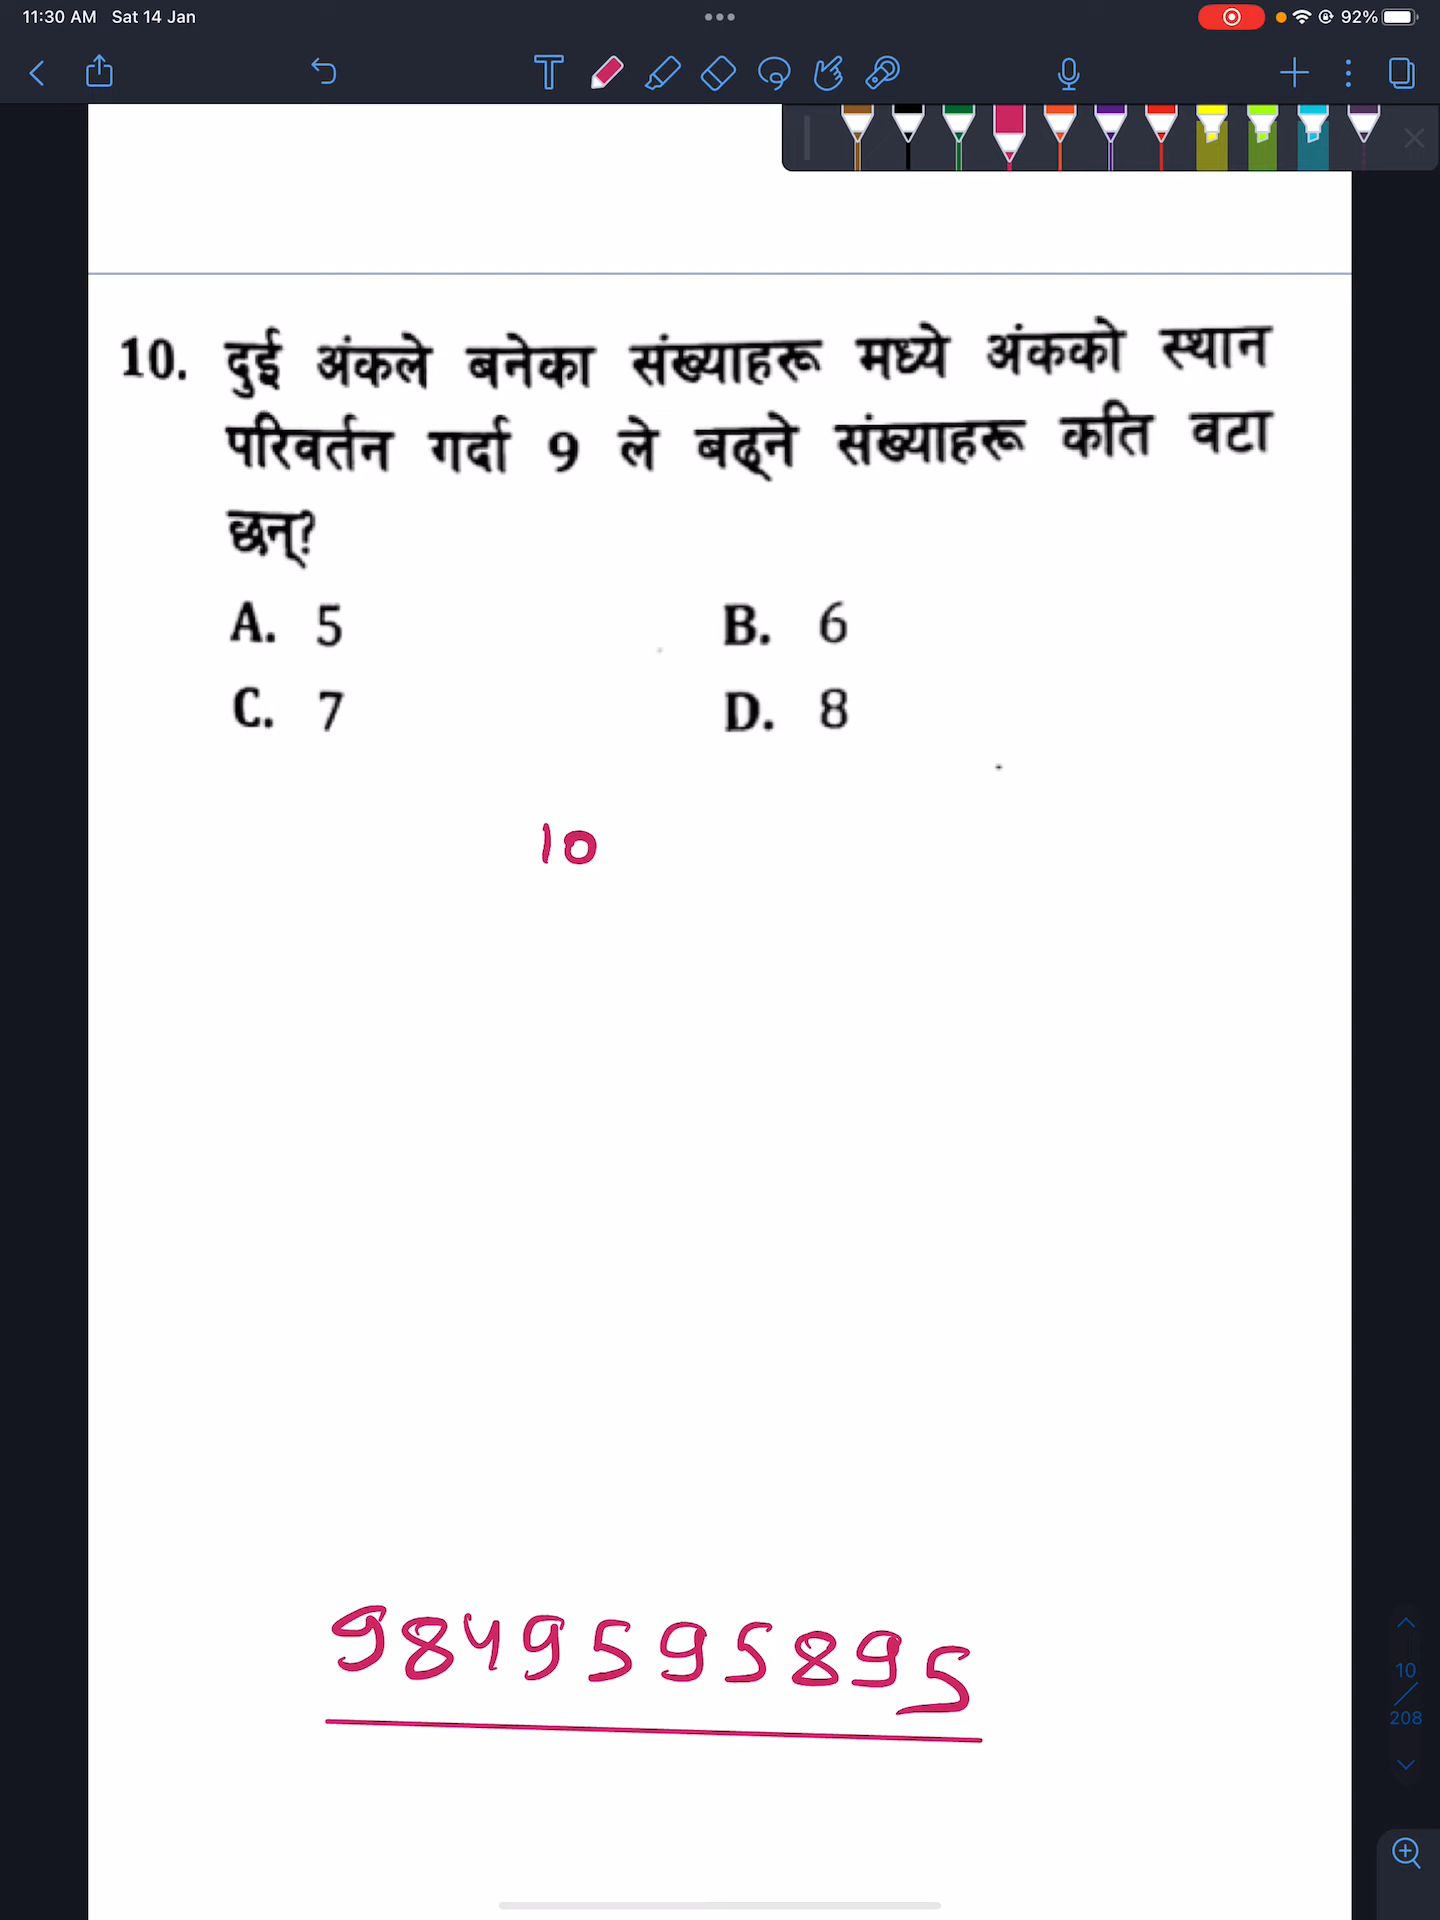 11:30 AM Sat 14 Jan
92%
10. दुई अंकले बनेका संख्याहरू मध्ये अंकको स्थान
परिवर्तन गर्दा 9 ले बढ्ने संख्याहरू कति वटा
छन्?
A. 5 B. 6
C. 7 D. 8
10
9849595895
10
208